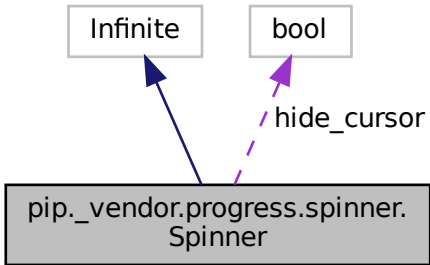 Infinite
bool
hide_cursor
pip._vendor.progress.spinner.
Spinner